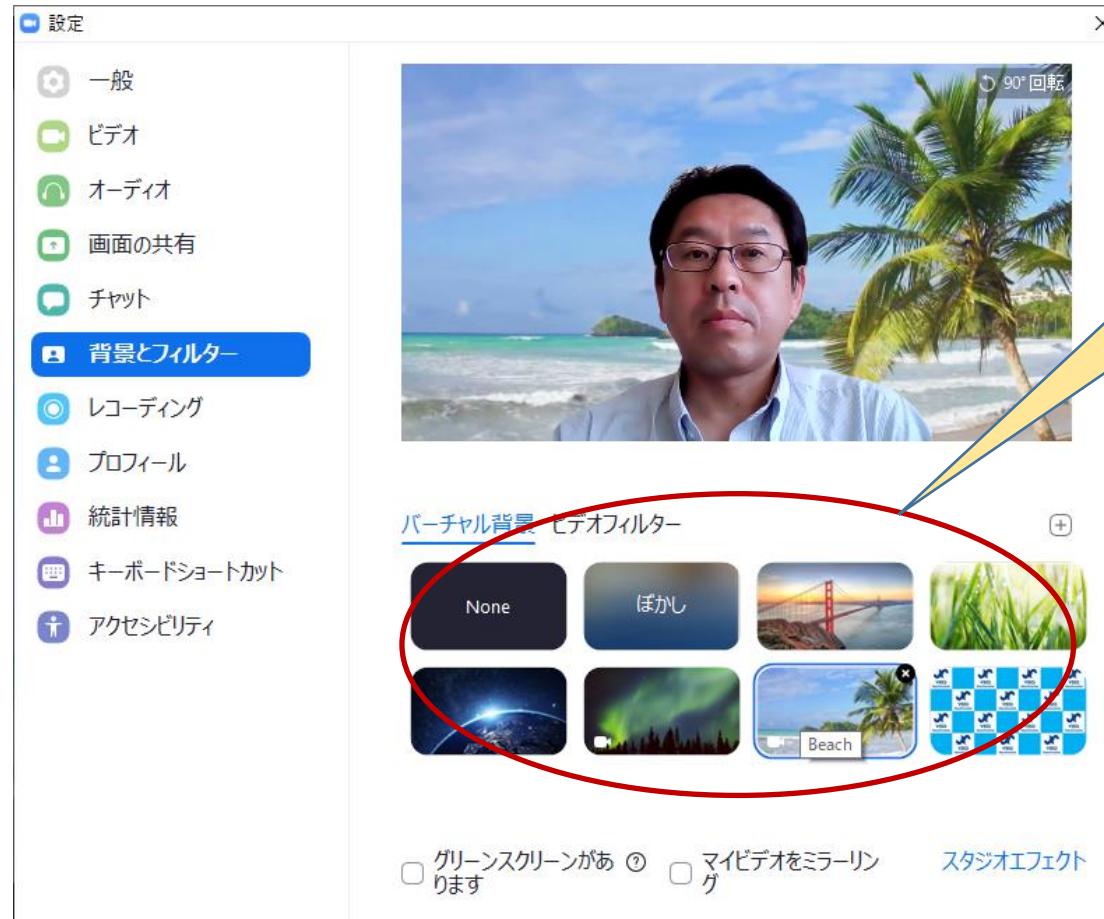 設定
一般
ビデオ
オーディオ
画面の共有
チャット
背景とフィルター
レコーディング
プロフィール
統計情報
キーボードショートカット
アクセシビリティ
90°回転
バーチャル背景 ビデオフィルター
None
ぼかし
Beach
グリーンスクリーンがあ
ります
マイビデオをミラーリン
グ
スタジオエフェクト